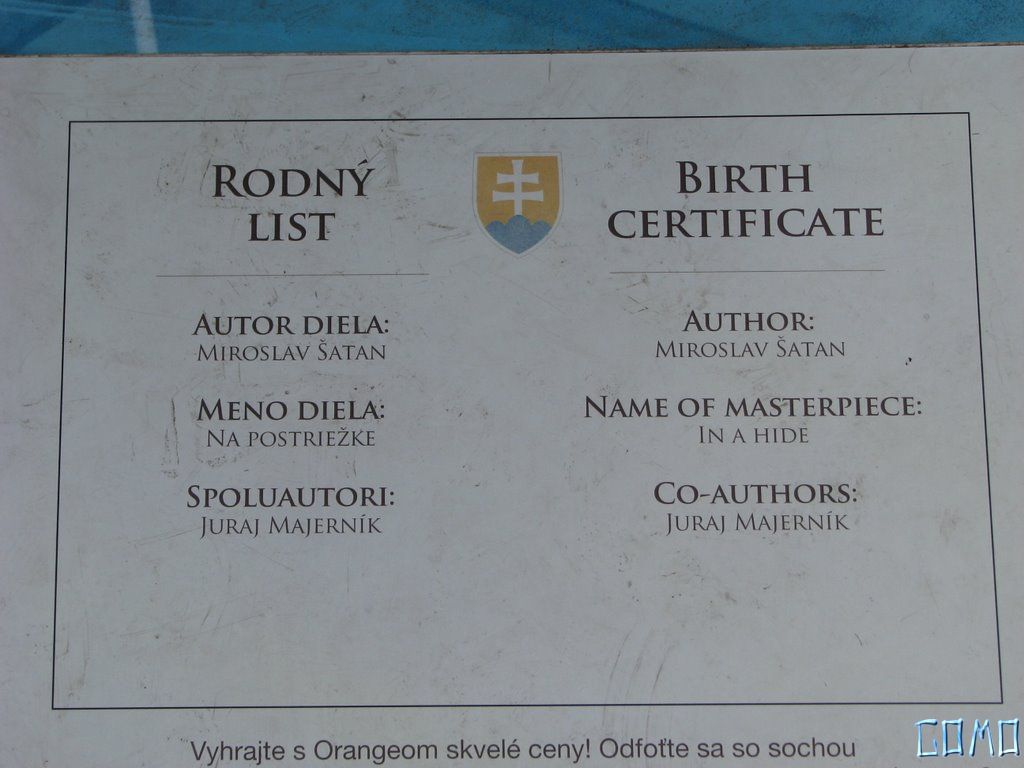 RODNÝ
LIST
AUTOR DIELA:
MIROSLAV ŠATAN
MENO DIELA:
NA POSTRIEŽKE
SPOLUAUTORI:
JURAJ MAJERNÍK
BIRTH
CERTIFICATE
AUTHOR:
MIROSLAV ŠATAN
NAME OF MASTERPIECE:
IN A HIDE
CO-AUTHORS:
JURAJ MAJERNÍK
Vyhrajte s Orangeom skvelé ceny! Odfoťte sa so sochou
GOMO